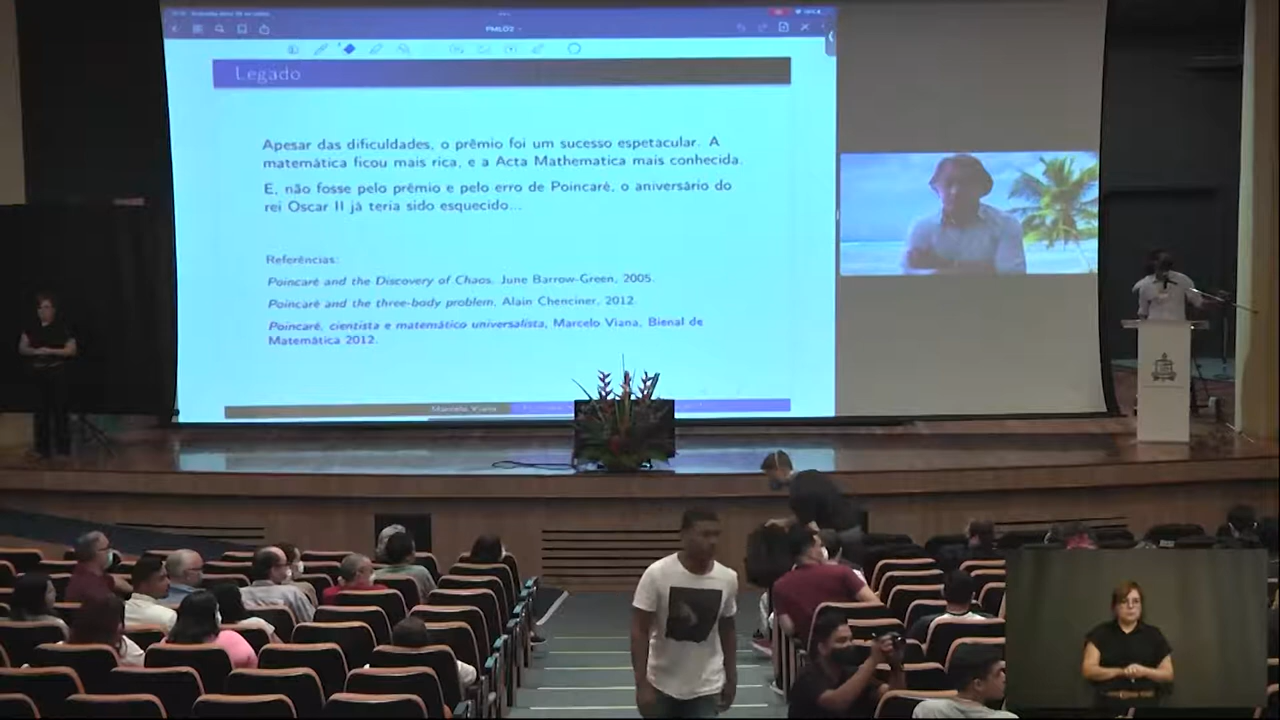 PMLO2
Legado
Apesar das dificuldades, o prêmio foi um sucesso espetacular. A
matemática ficou mais rica, e a Acta Mathematica mais conhecida.
E, não fosse pelo prêmio e pelo erro de Poincaré, o aniversário do
rei Oscar II já teria sido esquecido...
Referências:
Poincaré and the Discovery of Chaos. June Barrow-Green, 2005.
Poincaré and the three-body problem, Alain Chenciner, 2012.
Poincaré, cientista e matemático universalista, Marcelo Viana, Bienal de
Matemática 2012.
Marcelo Viana